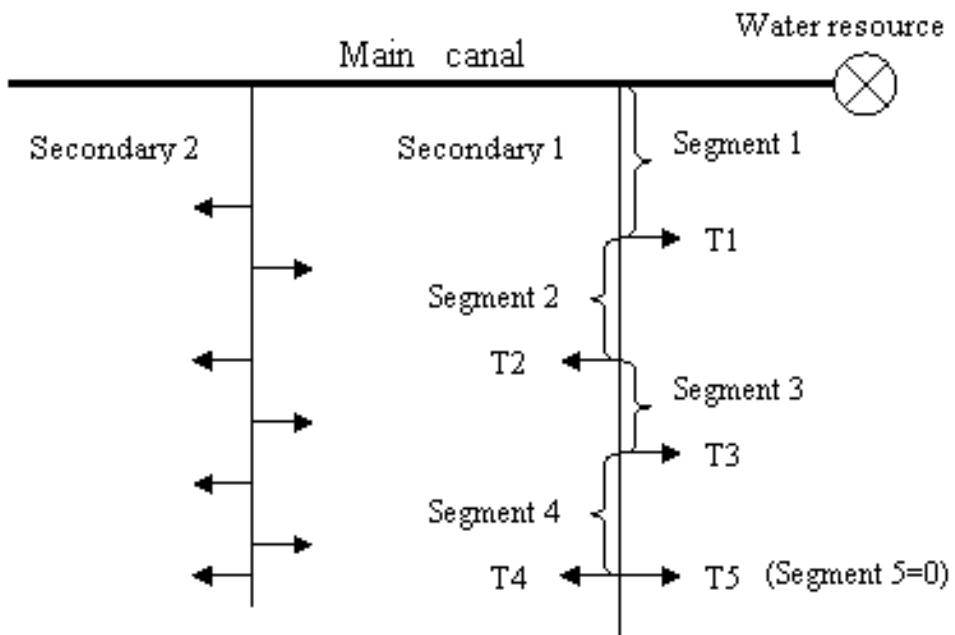 Water resource
Main canal
Secondary 2
Secondary 1
Segment 1
T1
Segment 2
T2
Segment 3
T3
Segment 4
T4
T5 (Segment 5=0)